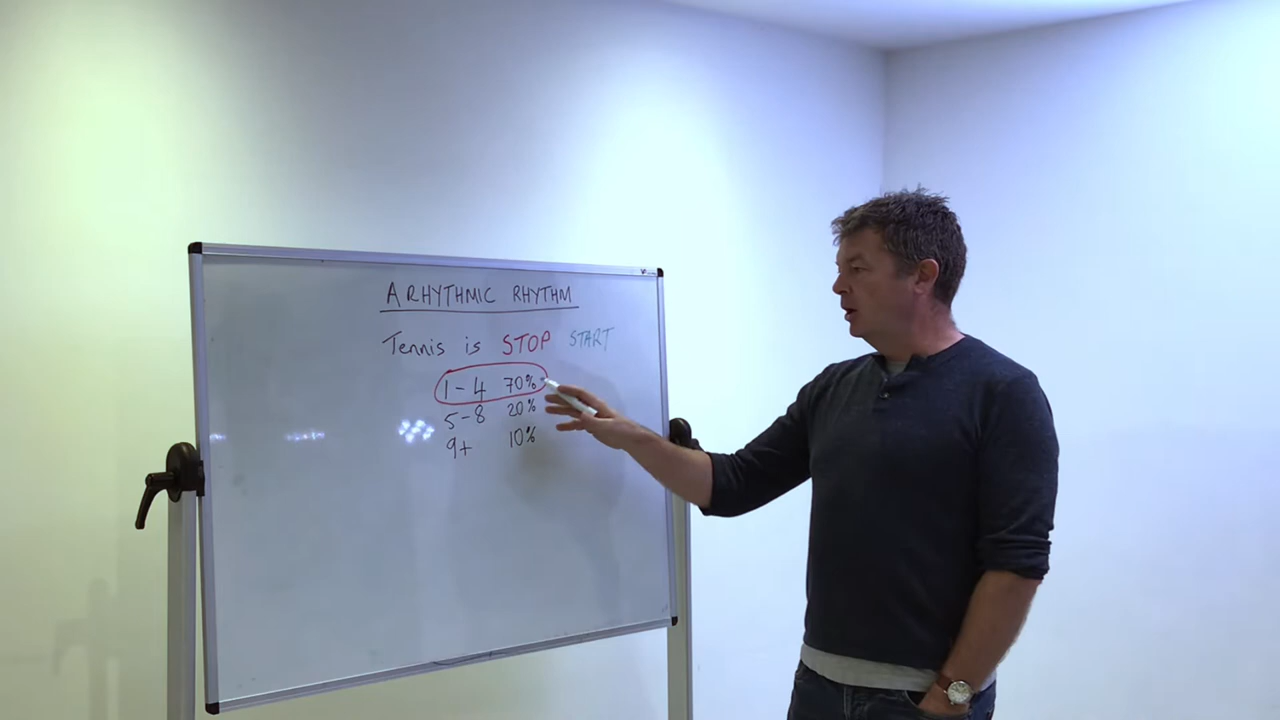 ARHYTHMIC RHYTHM
Tennis is STOP START
1-4 70%
5-8 20%
9+ 10%